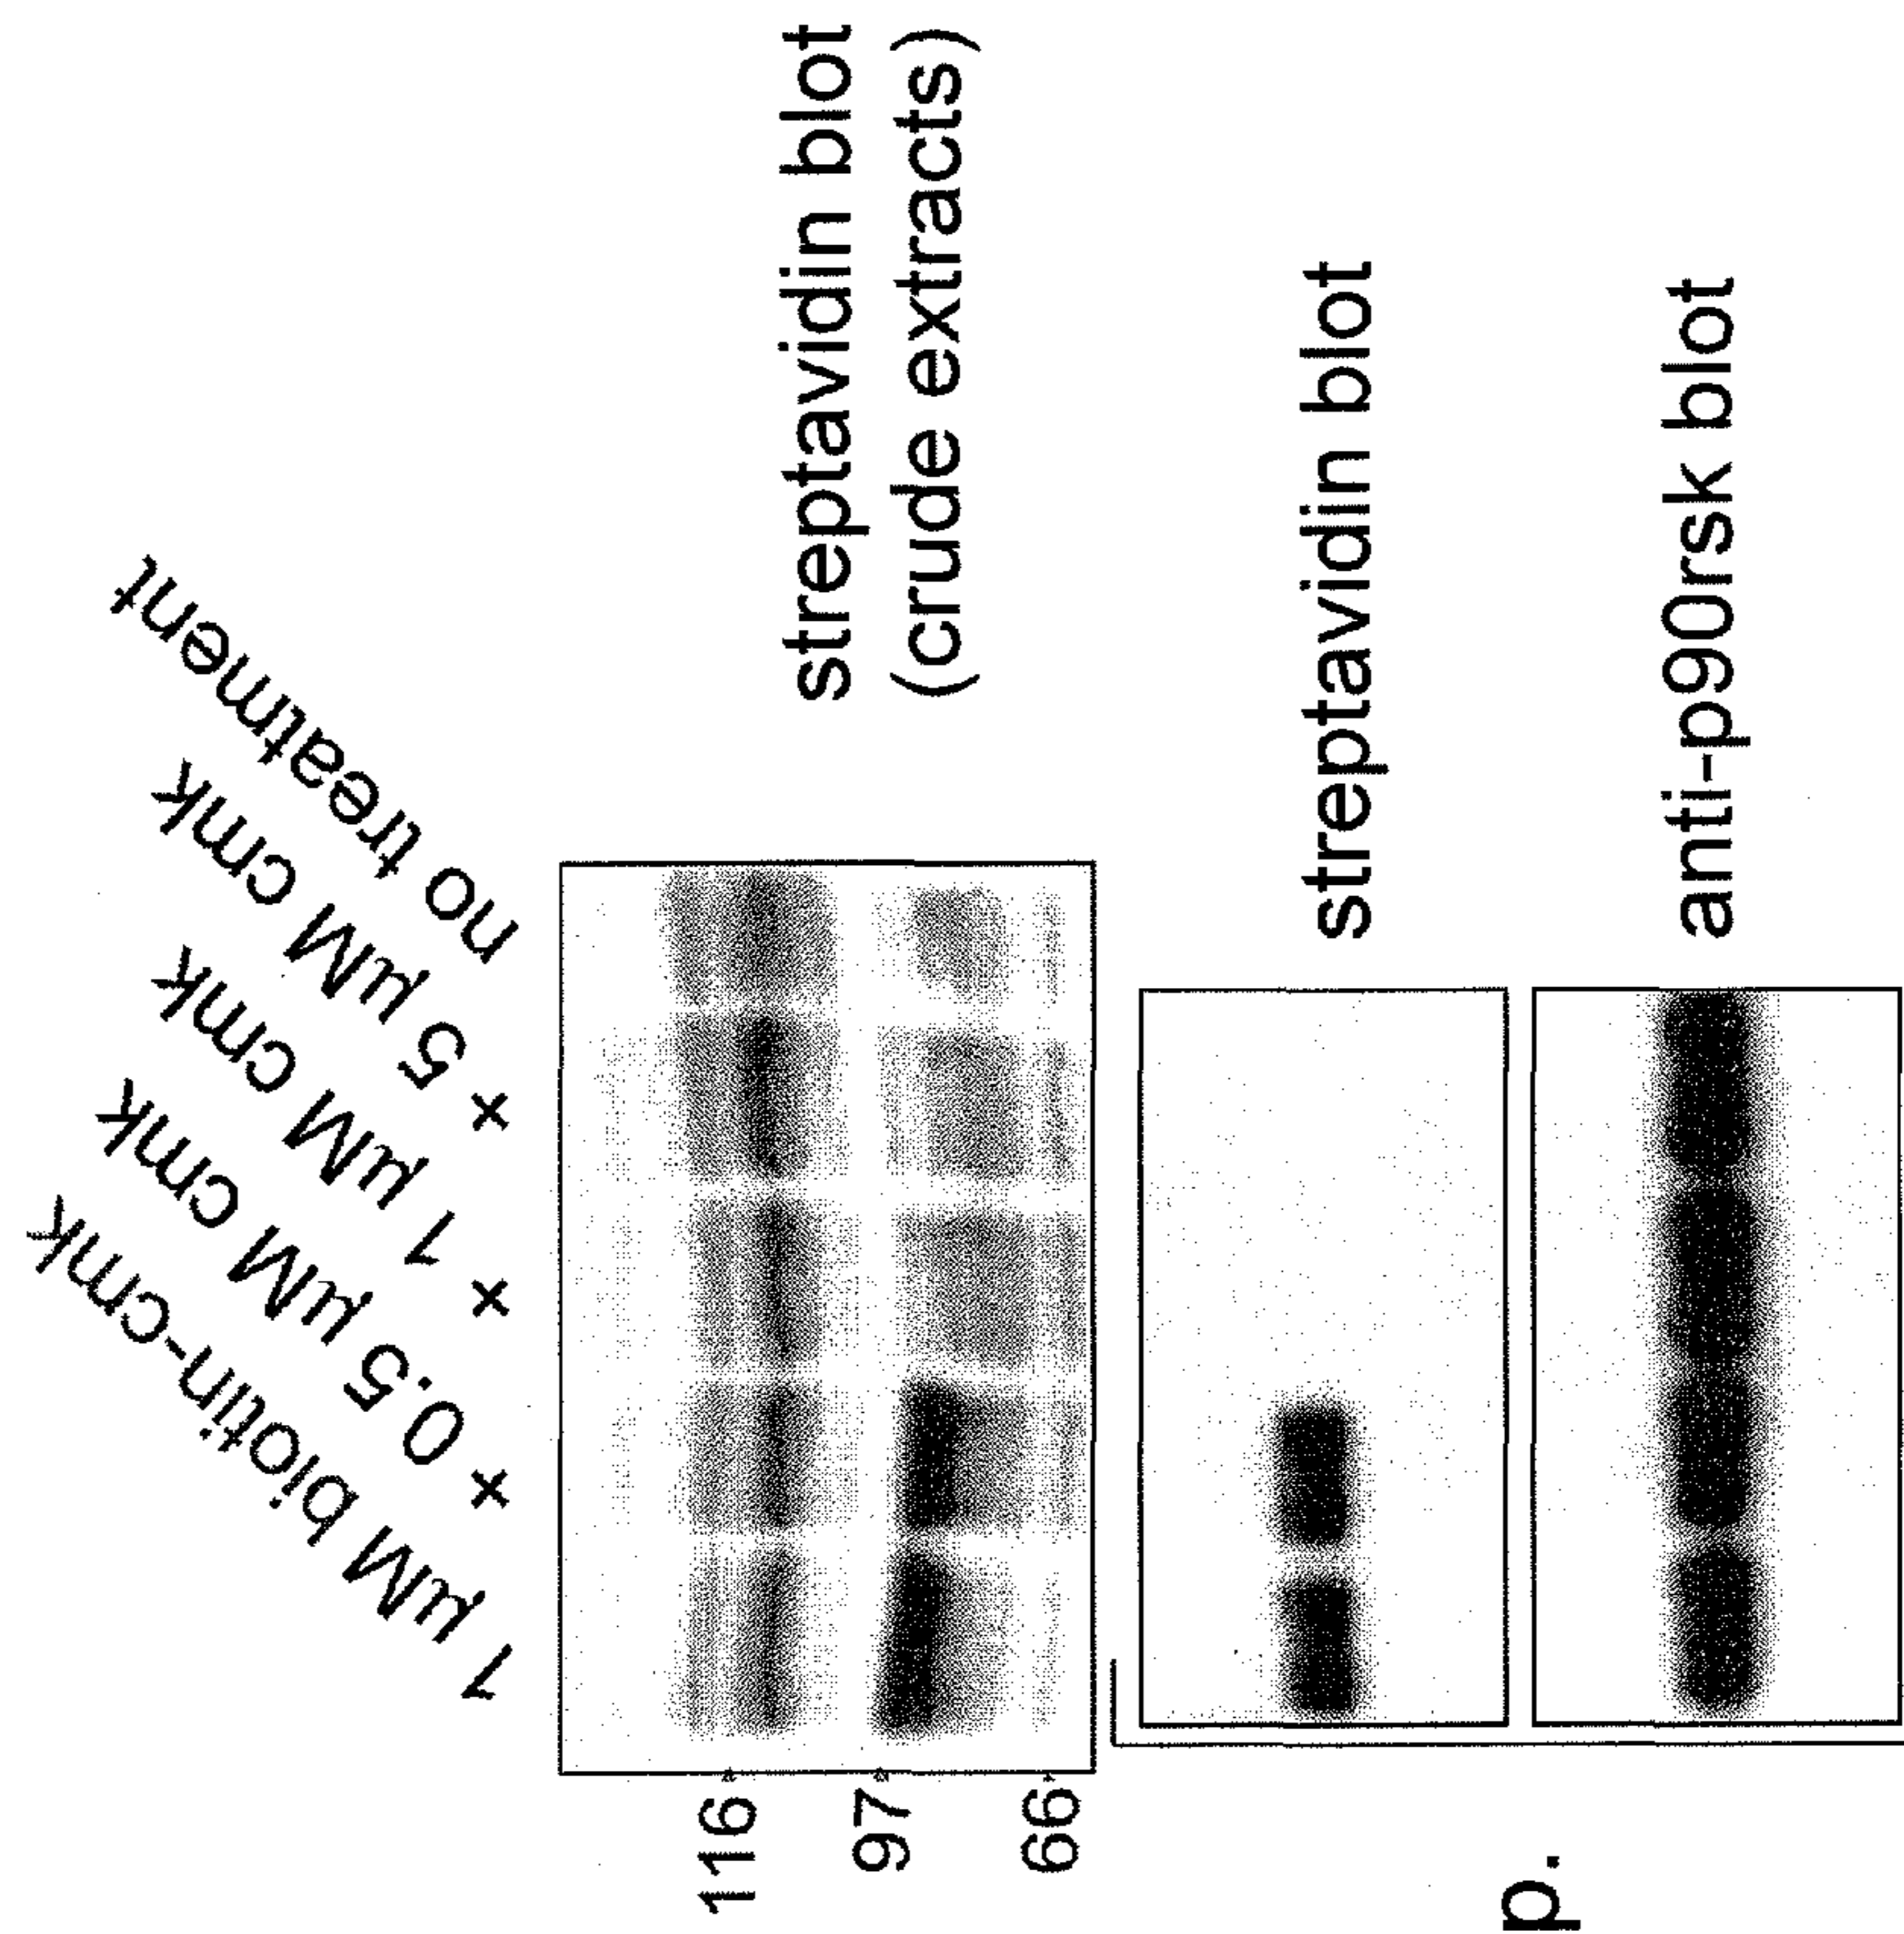 1 µM biotin-cmk
+ 0.5 µM cmk
+ 1 µM cmk
+ 5 µM cmk
no treatment
116
97
66
streptavidin blot
(crude extracts)
p.
streptavidin blot
anti-p90rsk blot